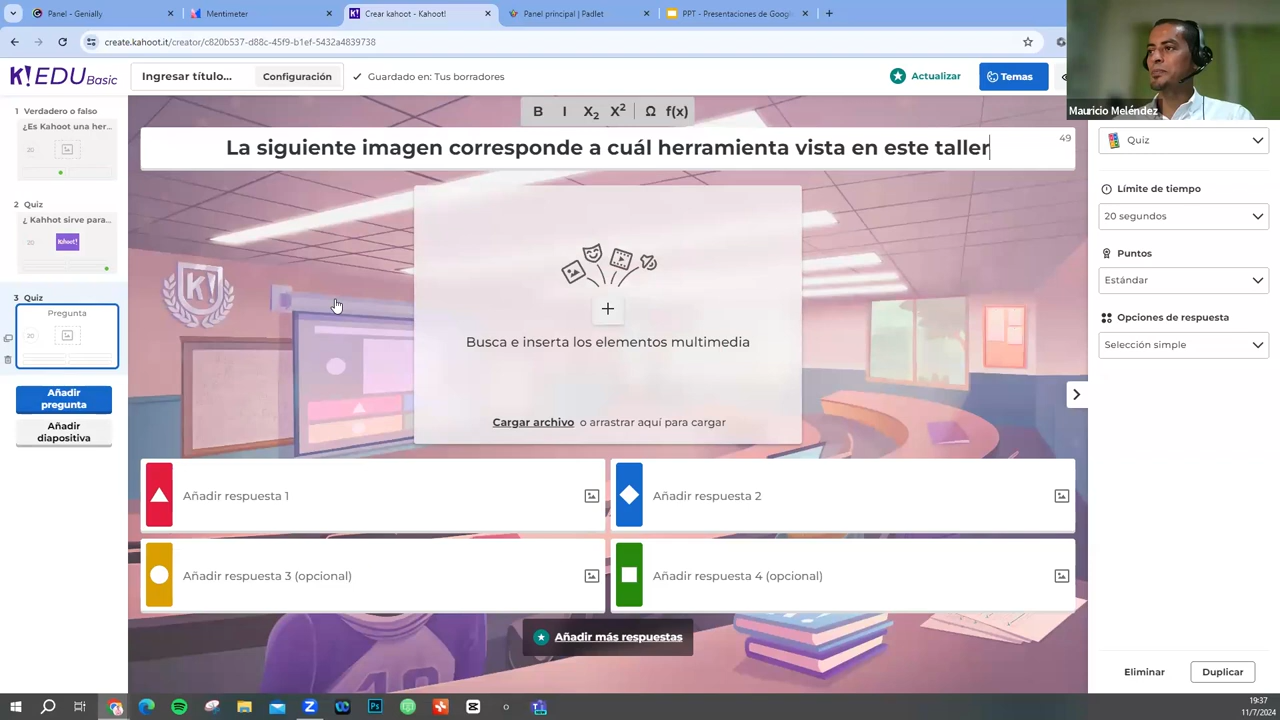 Panel - Genially
Mentimeter
Crear kahoot - Kahoot!
Panel principal | Padlet
PPT - Presentaciones de Googl
create.kahoot.it/creator/c820b537-d88c-45f9-b1ef-5432a4839738
K! EDU Basic
Ingresar título...
Configuración
Guardado en: Tus borradores
Actualizar
Temas
Mauricio Meléndez
1 Verdadero o falso
¿Es Kahoot una her...
20
2 Quiz
¿ Kahhot sirve para...
20
Kahoot!
3 Quiz
Pregunta
20
Añadir pregunta
Añadir diapositiva
B I X2 X2 Ω f(x)
La siguiente imagen corresponde a cuál herramienta vista en este taller
49
K!
Busca e inserta los elementos multimedia
Cargar archivo o arrastrar aquí para cargar
Añadir respuesta 1
Añadir respuesta 2
Añadir respuesta 3 (opcional)
Añadir respuesta 4 (opcional)
Añadir más respuestas
Quiz
Límite de tiempo
20 segundos
Puntos
Estándar
Opciones de respuesta
Selección simple
Eliminar
Duplicar
19:37
11/7/2024